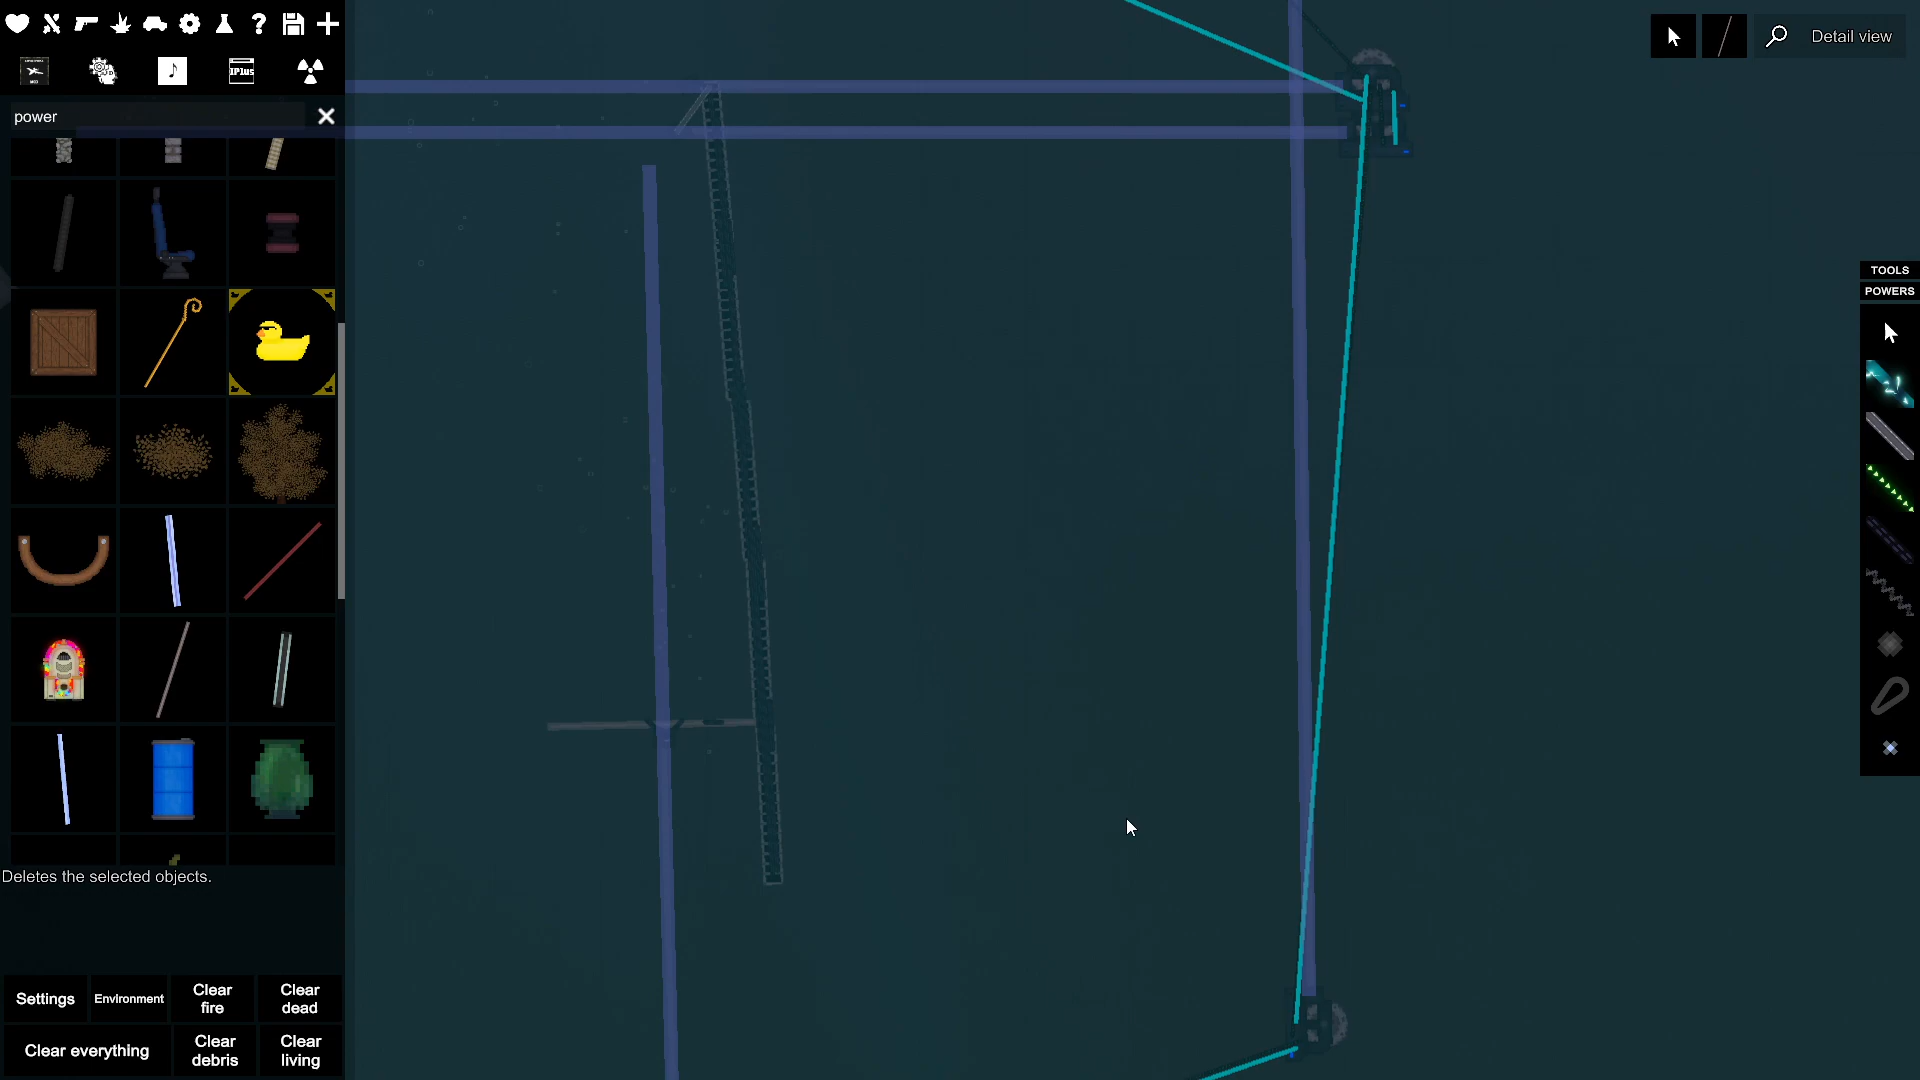 IPlus
Detail view
power
TOOLS
POWERS
Deletes the selected objects.
Settings
Environment
Clear
fire
Clear
dead
Clear everything
Clear
debris
Clear
living